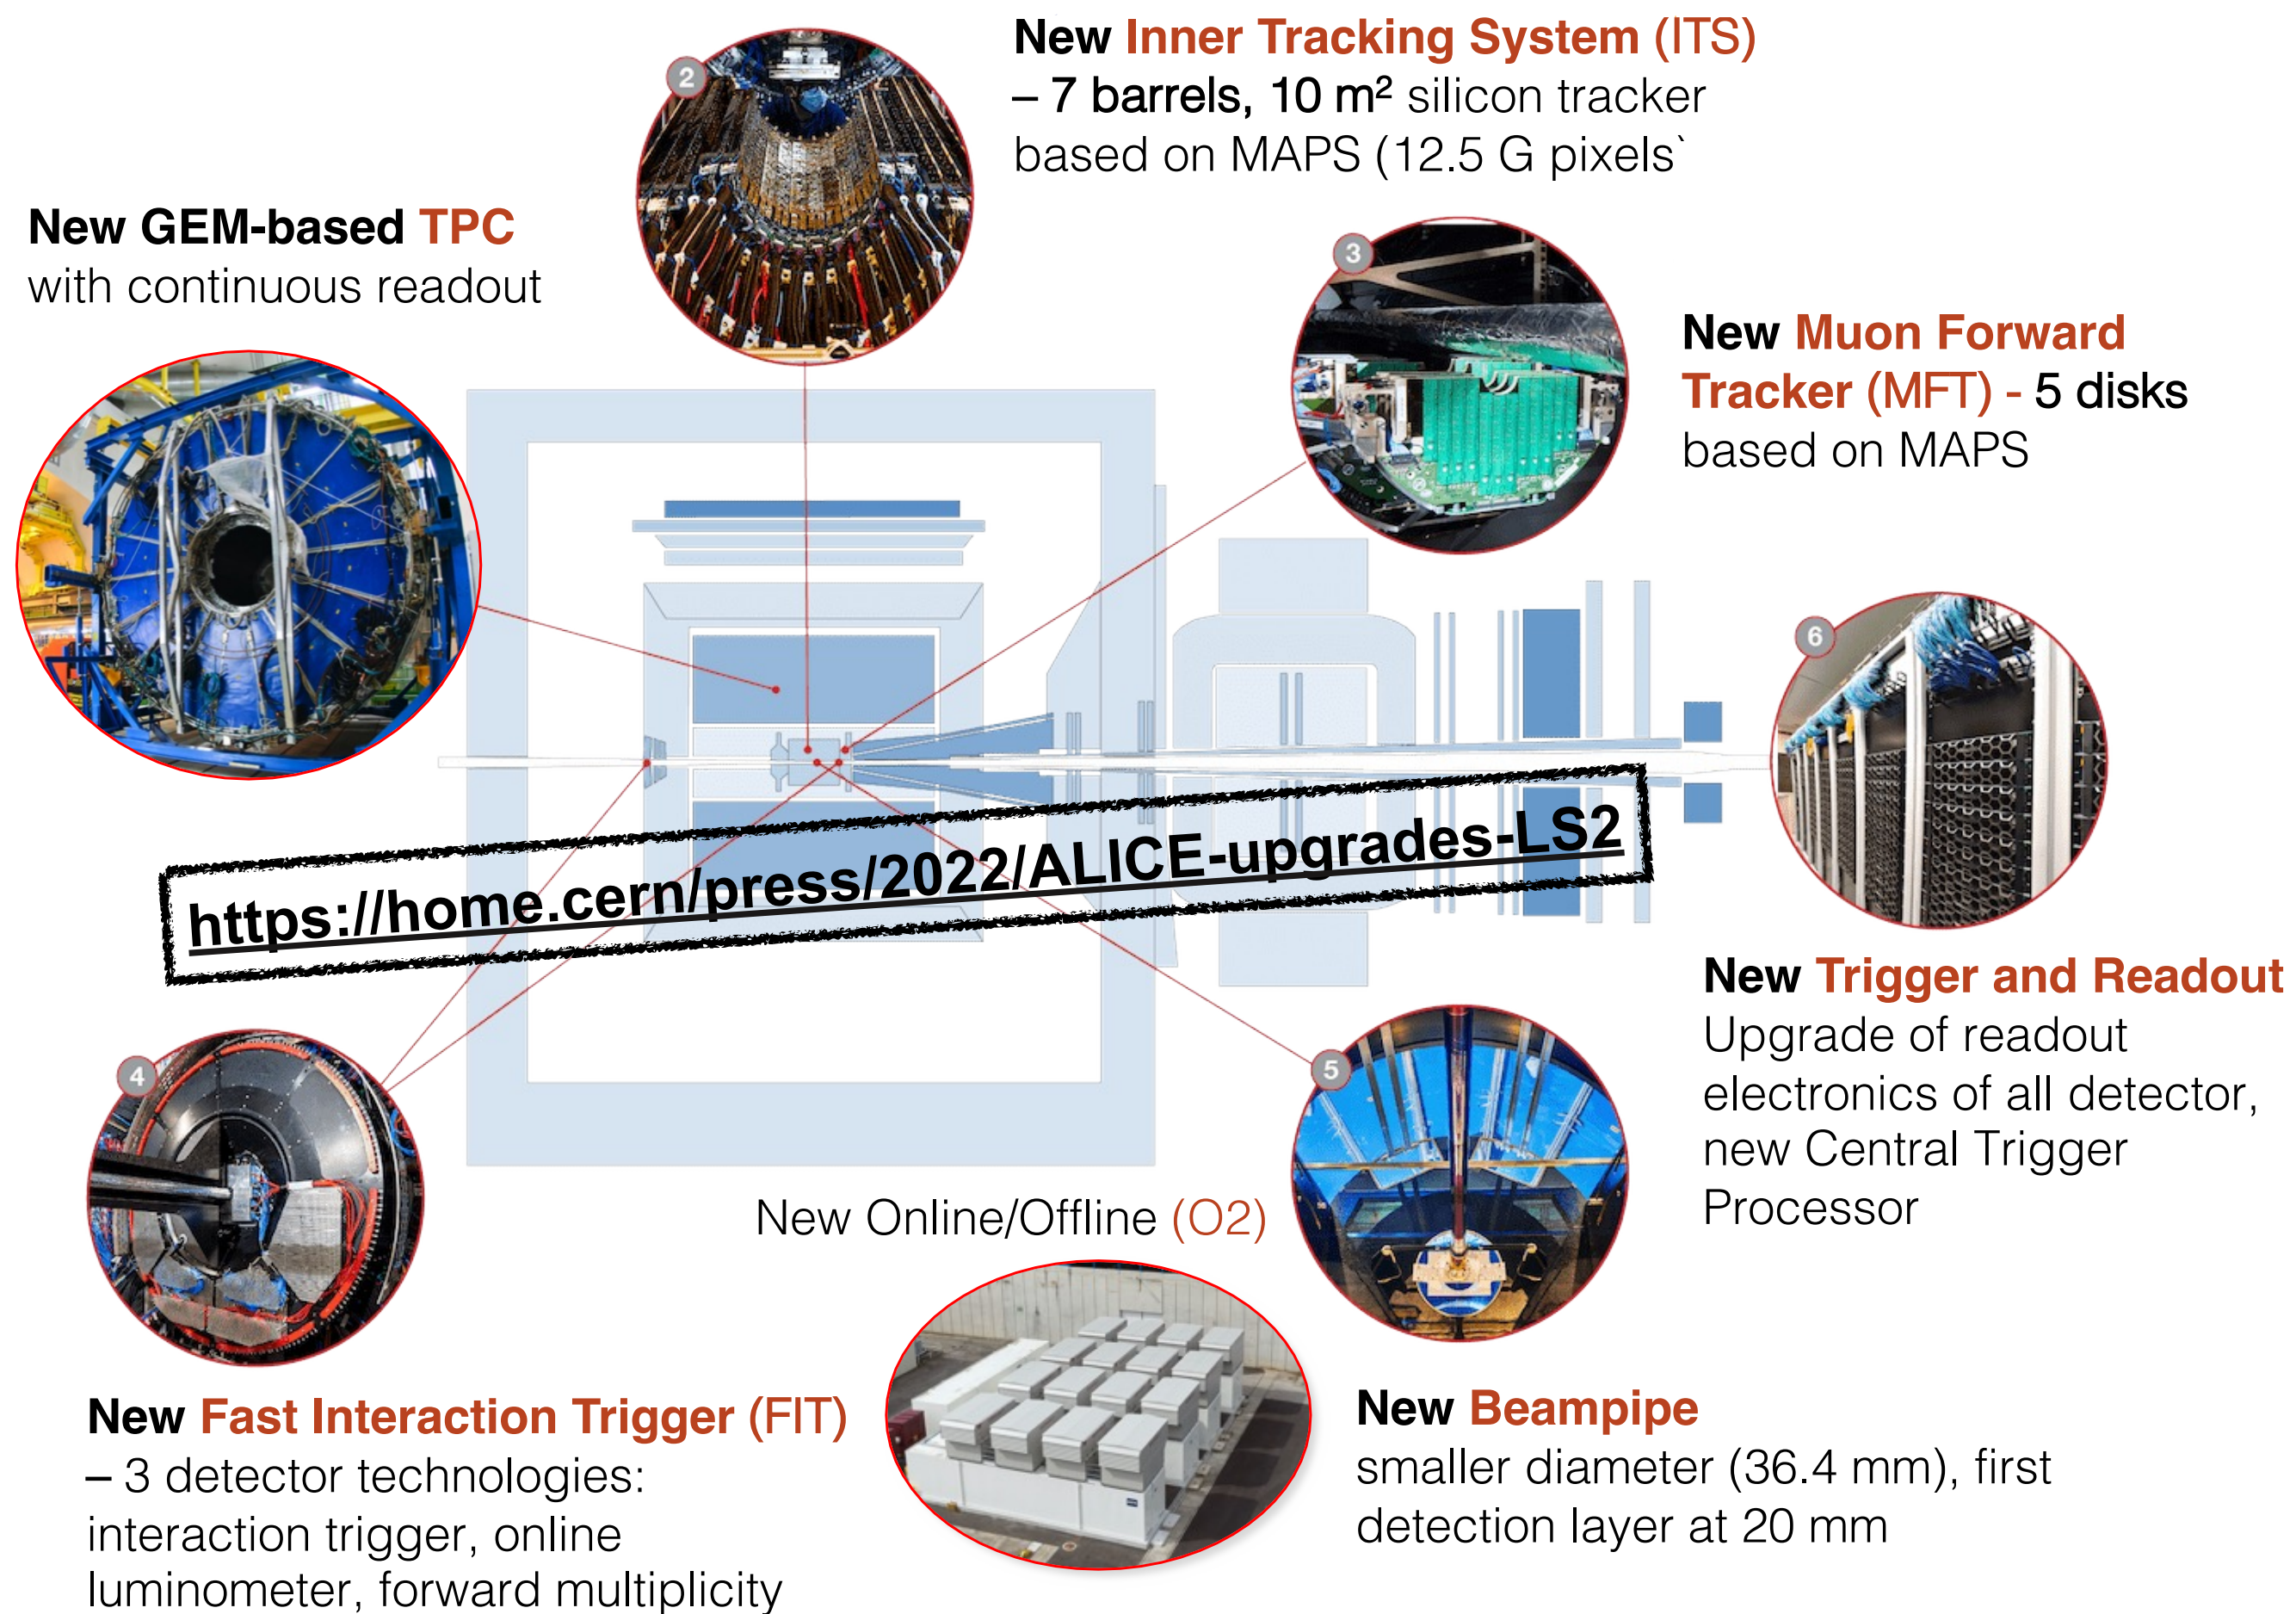 New Inner Tracking System (ITS)
– 7 barrels, 10 m² silicon tracker
based on MAPS (12.5 G pixels`
2
New GEM-based TPC
with continuous readout
3
New Muon Forward
Tracker (MFT) - 5 disks
based on MAPS
6
https://home.cern/press/2022/ALICE-upgrades-LS2
New Trigger and Readout
Upgrade of readout
electronics of all detector,
new Central Trigger
Processor
4
5
New Online/Offline (O2)
New Fast Interaction Trigger (FIT)
– 3 detector technologies:
interaction trigger, online
luminometer, forward multiplicity
New Beampipe
smaller diameter (36.4 mm), first
detection layer at 20 mm